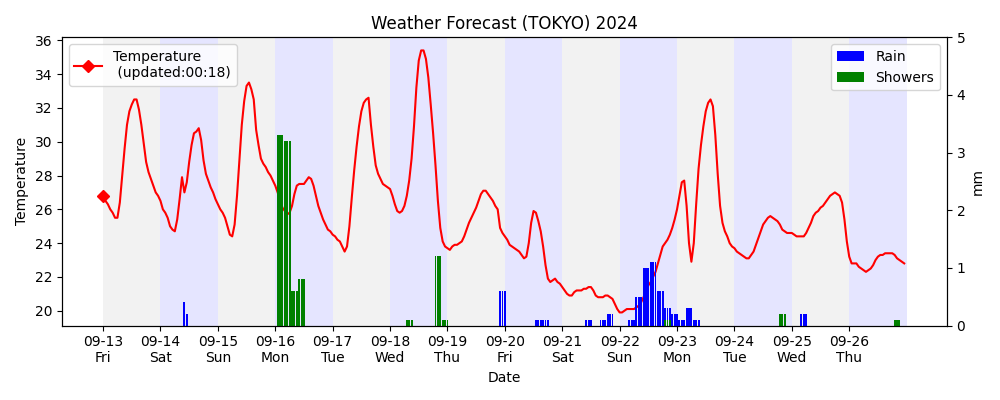 Weather Forecast (TOKYO) 2024
Temperature
(updated:00:18)
Rain
Showers
Temperature
36
34
32
30
28
26
24
22
20
5
4
3
2
1
0
mm
09-13 09-14 09-15 09-16 09-17 09-18 09-19 09-20 09-21 09-22 09-23 09-24 09-25 09-26
Fri Sat Sun Mon Tue Wed Thu Fri Sat Sun Mon Tue Wed Thu
Date